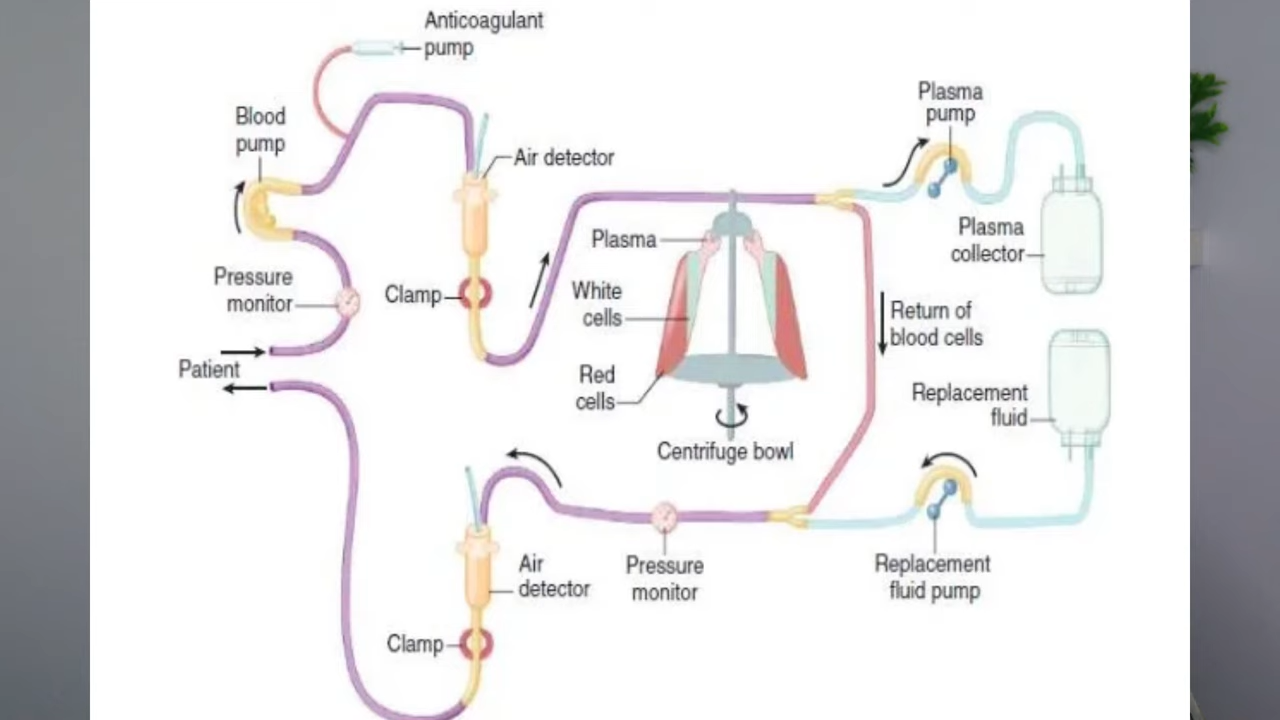 Anticoagulant
pump
Blood
pump
Air detector
Plasma
pump
Pressure
monitor
Clamp
Plasma
White
cells
Red
cells
Centrifuge bowl
Plasma
collector
Return of
blood cells
Patient
Replacement
fluid
Air
detector
Pressure
monitor
Replacement
fluid pump
Clamp